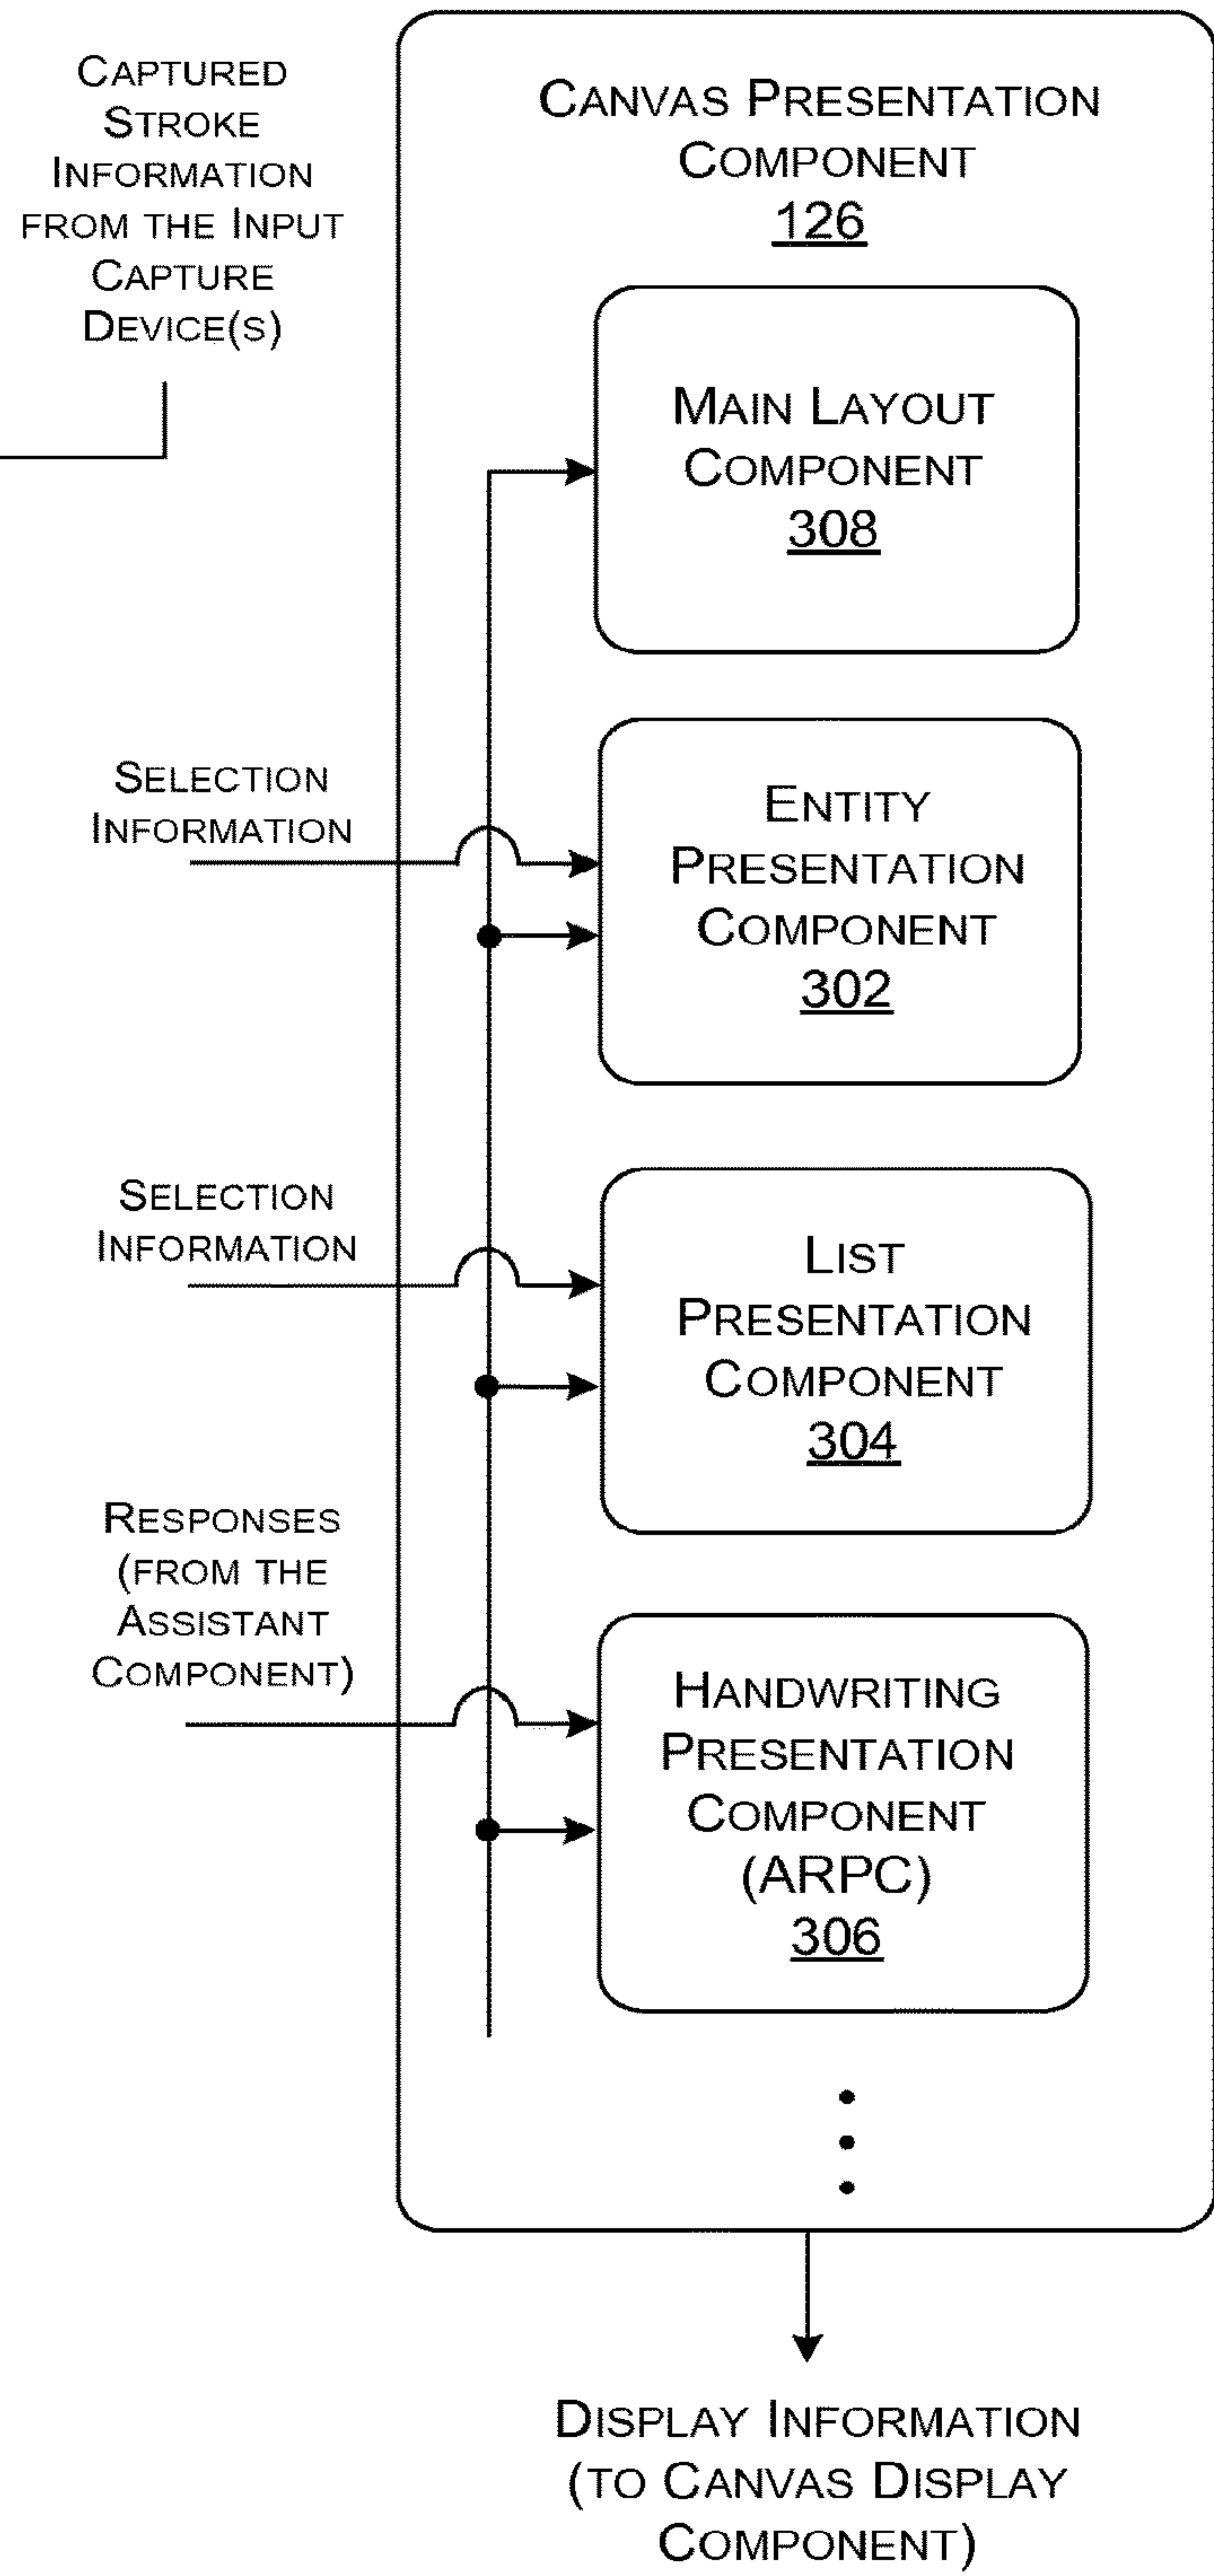 CAPTURED
STROKE
INFORMATION
FROM THE INPUT
CAPTURE
DEVICE(S)
CANVAS PRESENTATION
COMPONENT
126
MAIN LAYOUT
COMPONENT
308
SELECTION
INFORMATION
ENTITY
PRESENTATION
COMPONENT
302
SELECTION
INFORMATION
LIST
PRESENTATION
COMPONENT
304
RESPONSES
(FROM THE
ASSISTANT
COMPONENT)
HANDWRITING
PRESENTATION
COMPONENT
(ARPC)
306
DISPLAY INFORMATION
(TO CANVAS DISPLAY
COMPONENT)